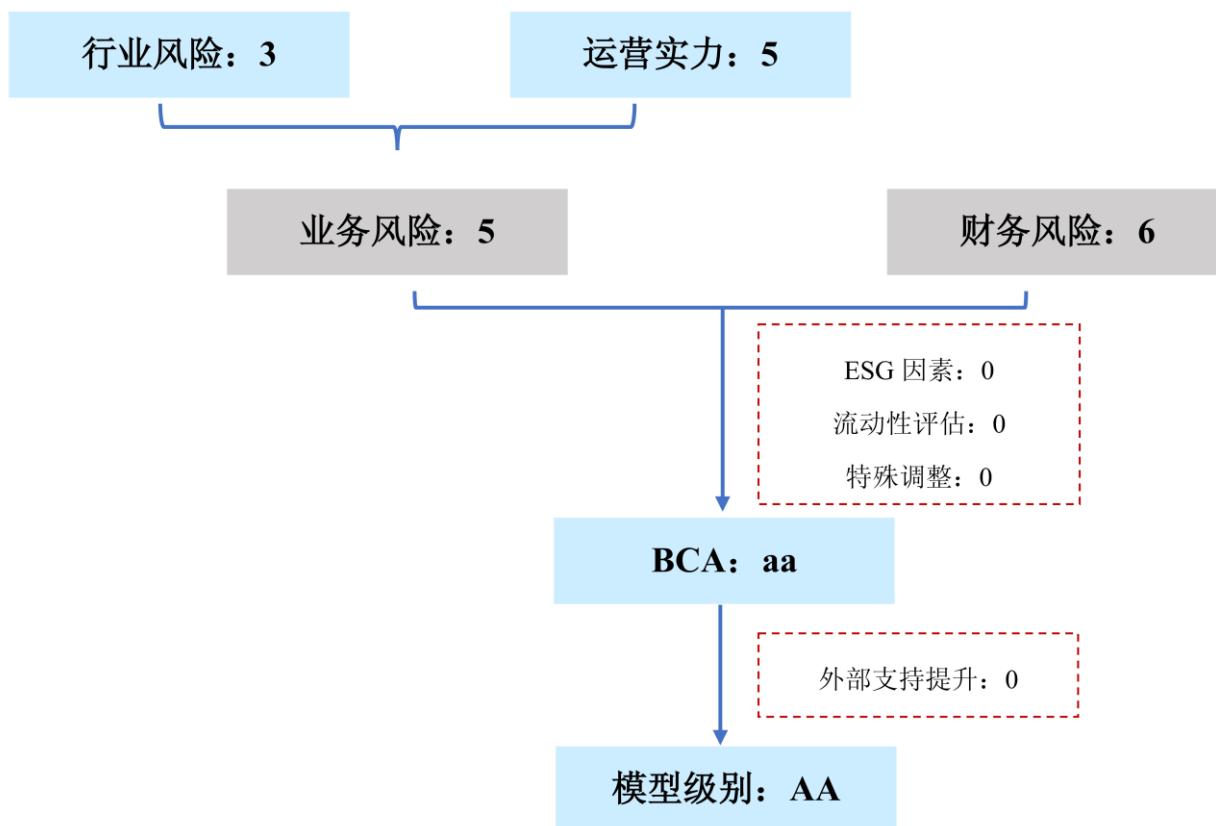 行业风险：3
运营实力：5
业务风险：5
财务风险：6
ESG 因素：0
流动性评估：0
特殊调整：0
BCA：aa
外部支持提升：0
模型级别：AA